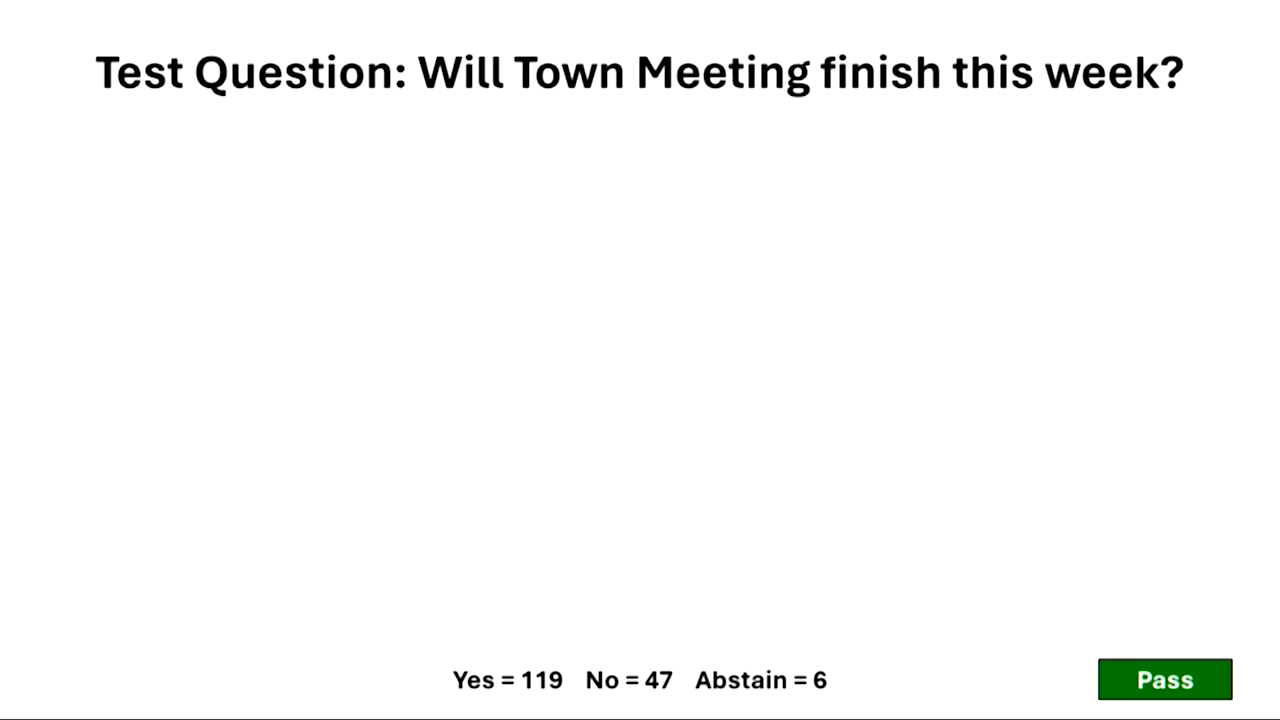 Test Question: Will Town Meeting finish this week?
Yes = 119 No = 47 Abstain = 6
Pass